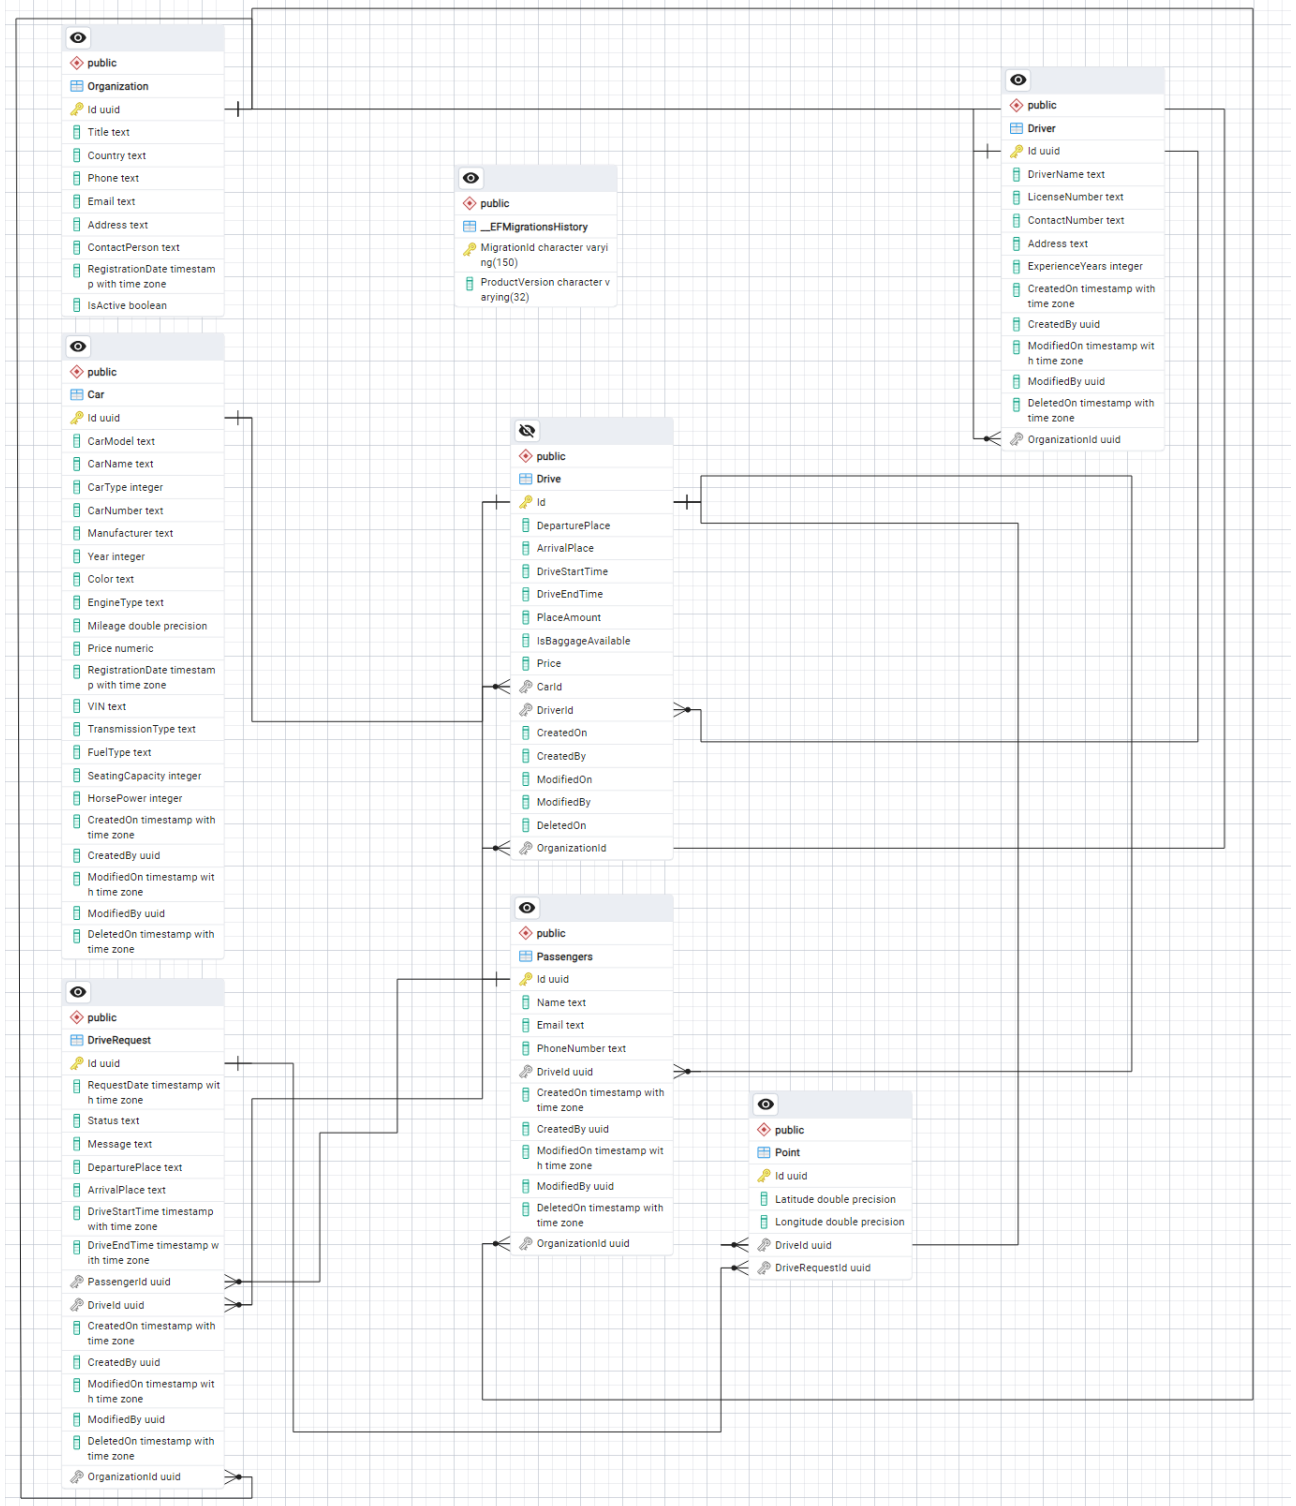 public
Organization
Id uuid
Title text
Country text
Phone text
Email text
Address text
ContactPerson text
RegistrationDate timestam
p with time zone
IsActive boolean
public
Car
Id uuid
CarModel text
CarName text
CarType integer
CarNumber text
Manufacturer text
Year integer
Color text
EngineType text
Mileage double precision
Price numeric
RegistrationDate timestam
p with time zone
VIN text
TransmissionType text
FuelType text
SeatingCapacity integer
HorsePower integer
CreatedOn timestamp with
time zone
CreatedBy uuid
ModifiedOn timestamp wit
h time zone
ModifiedBy uuid
DeletedOn timestamp with
time zone
public
DriveRequest
Id uuid
RequestDate timestamp wit
h time zone
Status text
Message text
DeparturePlace text
ArrivalPlace text
DriveStartTime timestamp
with time zone
DriveEndTime timestamp w
ith time zone
PassengerId uuid
DriveId uuid
CreatedOn timestamp with
time zone
CreatedBy uuid
ModifiedOn timestamp wit
h time zone
ModifiedBy uuid
DeletedOn timestamp with
time zone
OrganizationId uuid
public
__EFMigrationsHistory
MigrationId character varyi
ng(150)
ProductVersion character v
arying(32)
public
Drive
Id
DeparturePlace
ArrivalPlace
DriveStartTime
DriveEndTime
PlaceAmount
IsBaggageAvailable
Price
CarId
DriverId
CreatedOn
CreatedBy
ModifiedOn
ModifiedBy
DeletedOn
OrganizationId
public
Passengers
Id uuid
Name text
Email text
PhoneNumber text
DriveId uuid
CreatedOn timestamp with
time zone
CreatedBy uuid
ModifiedOn timestamp wit
h time zone
ModifiedBy uuid
DeletedOn timestamp with
time zone
OrganizationId uuid
public
Point
Id uuid
Latitude double precision
Longitude double precision
DriveId uuid
DriveRequestId uuid
public
Driver
Id uuid
DriverName text
LicenseNumber text
ContactNumber text
Address text
ExperienceYears integer
CreatedOn timestamp with
time zone
CreatedBy uuid
ModifiedOn timestamp wit
h time zone
ModifiedBy uuid
DeletedOn timestamp with
time zone
OrganizationId uuid